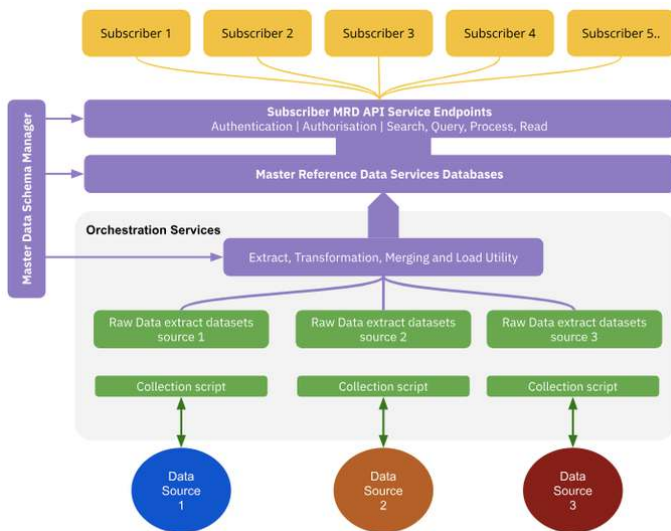 Subscriber 1
Subscriber 2
Subscriber 3
Subscriber 4
Subscriber 5..
Master Data Schema Manager
Subscriber MRD API Service Endpoints
Authentication | Authorisation | Search, Query, Process, Read
Master Reference Data Services Databases
Orchestration Services
Extract, Transformation, Merging and Load Utility
Raw Data extract datasets
source 1
Raw Data extract datasets
source 2
Raw Data extract datasets
source 3
Collection script
Collection script
Collection script
Data
Source
1
Data
Source
2
Data
Source
3